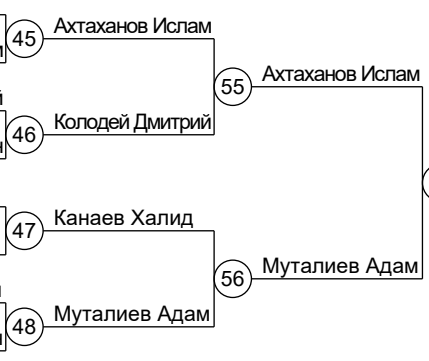 45
Ахтаханов Ислам
55
Ахтаханов Ислам
46
Колодей Дмитрий
47
Канаев Халид
56
Муталиев Адам
48
Муталиев Адам